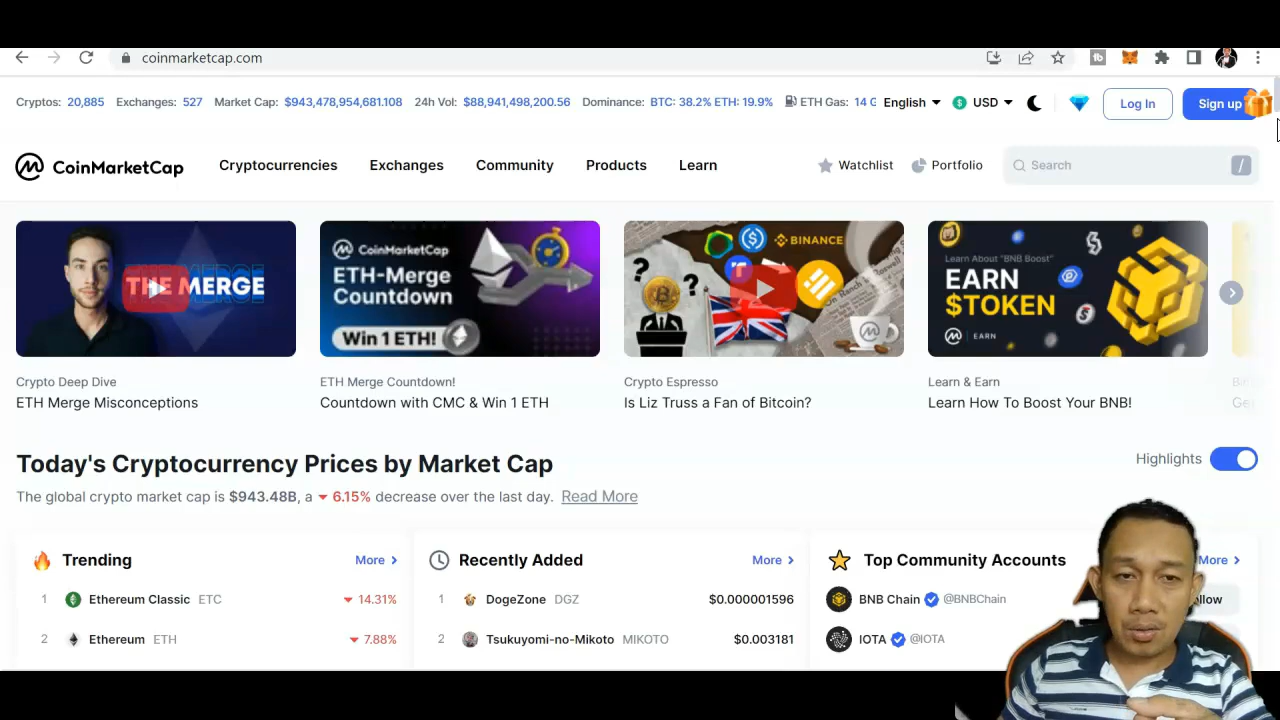 coinmarketcap.com
Cryptos: 20,885 Exchanges: 527 Market Cap: $943,478,954,681.108 24h Vol: $88,941,498,200.56 Dominance: BTC: 38.2% ETH: 19.9% ETH Gas: 14 G English USD Log In Sign up
CoinMarketCap Cryptocurrencies Exchanges Community Products Learn Watchlist Portfolio Search /
THE MERGE
CoinMarketCap
ETH-Merge
Countdown
Win 1 ETH!
BINANCE
Learn About "BNB Boost"
EARN
$TOKEN
EARN
Crypto Deep Dive
ETH Merge Misconceptions
ETH Merge Countdown!
Countdown with CMC & Win 1 ETH
Crypto Espresso
Is Liz Truss a Fan of Bitcoin?
Learn & Earn
Learn How To Boost Your BNB!
Today's Cryptocurrency Prices by Market Cap
Highlights
The global crypto market cap is $943.48B, a 6.15% decrease over the last day. Read More
Trending More
1 Ethereum Classic ETC 14.31%
2 Ethereum ETH 7.88%
Recently Added More
1 DogeZone DGZ $0.000001596
2 Tsukuyomi-no-Mikoto MIKOTO $0.003181
Top Community Accounts More
BNB Chain @BNBChain
IOTA @IOTA